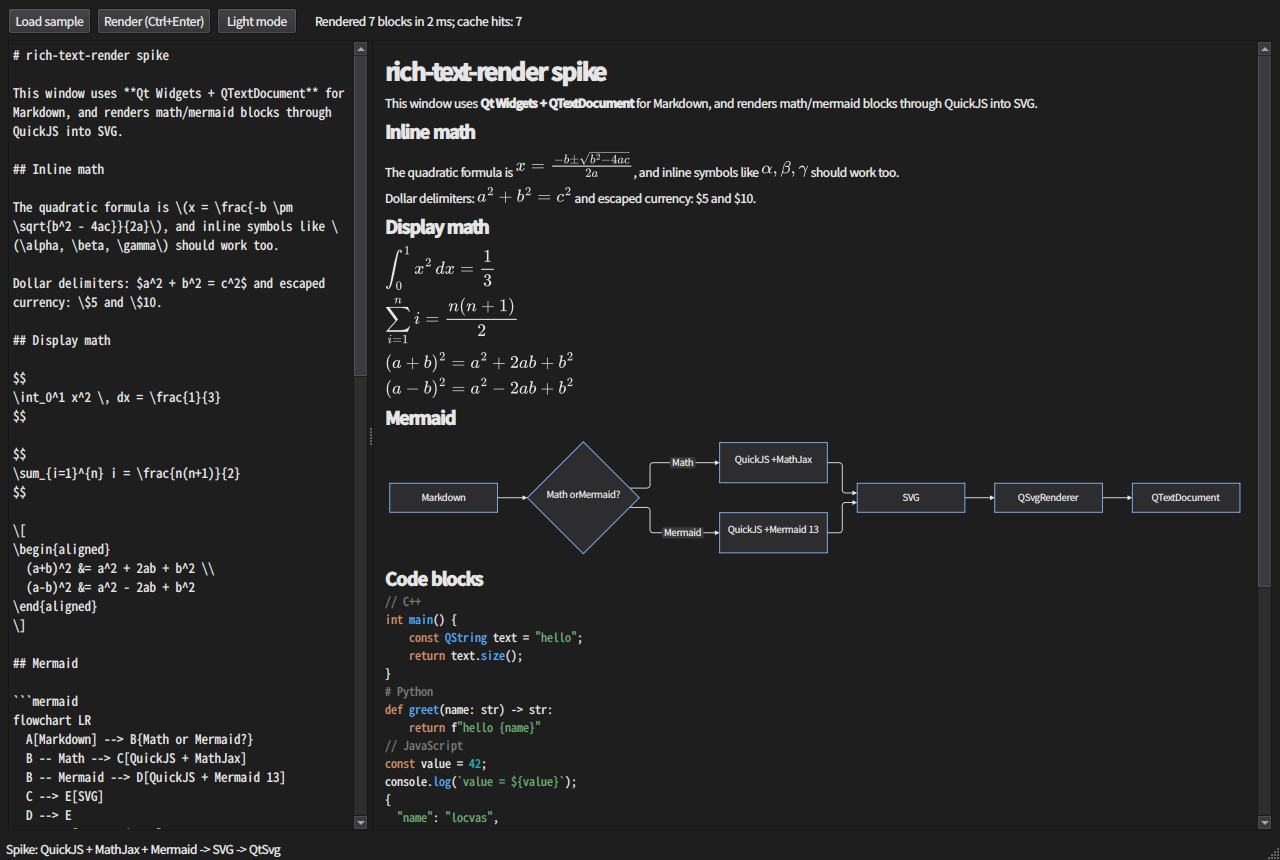 Load sample
Render (Ctrl+Enter)
Light mode
Rendered 7 blocks in 2 ms; cache hits: 7
# rich-text-render spike
This window uses **Qt Widgets + QTextDocument** for
Markdown, and renders math/mermaid blocks through
QuickJS into SVG.
## Inline math
The quadratic formula is \(x = \frac{-b \pm
\sqrt{b^2 - 4ac}}{2a}\), and inline symbols like \
(\alpha, \beta, \gamma\) should work too.
Dollar delimiters: $a^2 + b^2 = c^2$ and escaped
currency: \$5 and \$10.
## Display math
$$
\int_0^1 x^2 \, dx = \frac{1}{3}
$$
$$
\sum_{i=1}^{n} i = \frac{n(n+1)}{2}
$$
\[
\begin{aligned}
  (a+b)^2 &= a^2 + 2ab + b^2 \\
  (a-b)^2 &= a^2 - 2ab + b^2
\end{aligned}
\]
## Mermaid
```mermaid
flowchart LR
  A[Markdown] --> B{Math or Mermaid?}
  B -- Math --> C[QuickJS + MathJax]
  B -- Mermaid --> D[QuickJS + Mermaid 13]
  C --> E[SVG]
  D --> E
rich-text-render spike
This window uses Qt Widgets + QTextDocument for Markdown, and renders math/mermaid blocks through QuickJS into SVG.
Inline math
The quadratic formula is x = −b±√b²−4ac / 2a, and inline symbols like α, β, γ should work too.
Dollar delimiters: a² + b² = c² and escaped currency: $5 and $10.
Display math
∫₀¹ x² dx = 1/3
∑ᵢ₌₁ⁿ i = n(n + 1)/2
(a + b)² = a² + 2ab + b²
(a − b)² = a² − 2ab + b²
Mermaid
Markdown
Math orMermaid?
Math
QuickJS +MathJax
Mermaid
QuickJS +Mermaid 13
SVG
QSvgRenderer
QTextDocument
Code blocks
// C++
int main() {
    const QString text = "hello";
    return text.size();
}
# Python
def greet(name: str) -> str:
    return f"hello {name}"
// JavaScript
const value = 42;
console.log(`value = ${value}`);
{
  "name": "locvas",
Spike: QuickJS + MathJax + Mermaid -> SVG -> QtSvg